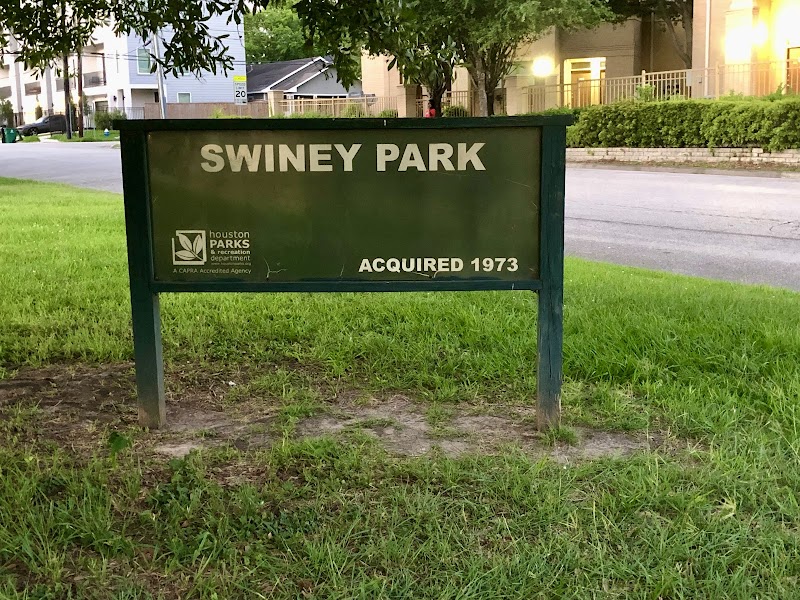 SWINEY PARK
houston
PARKS
& recreation
department
A CAPRA Accredited Agency
ACQUIRED 1973
20